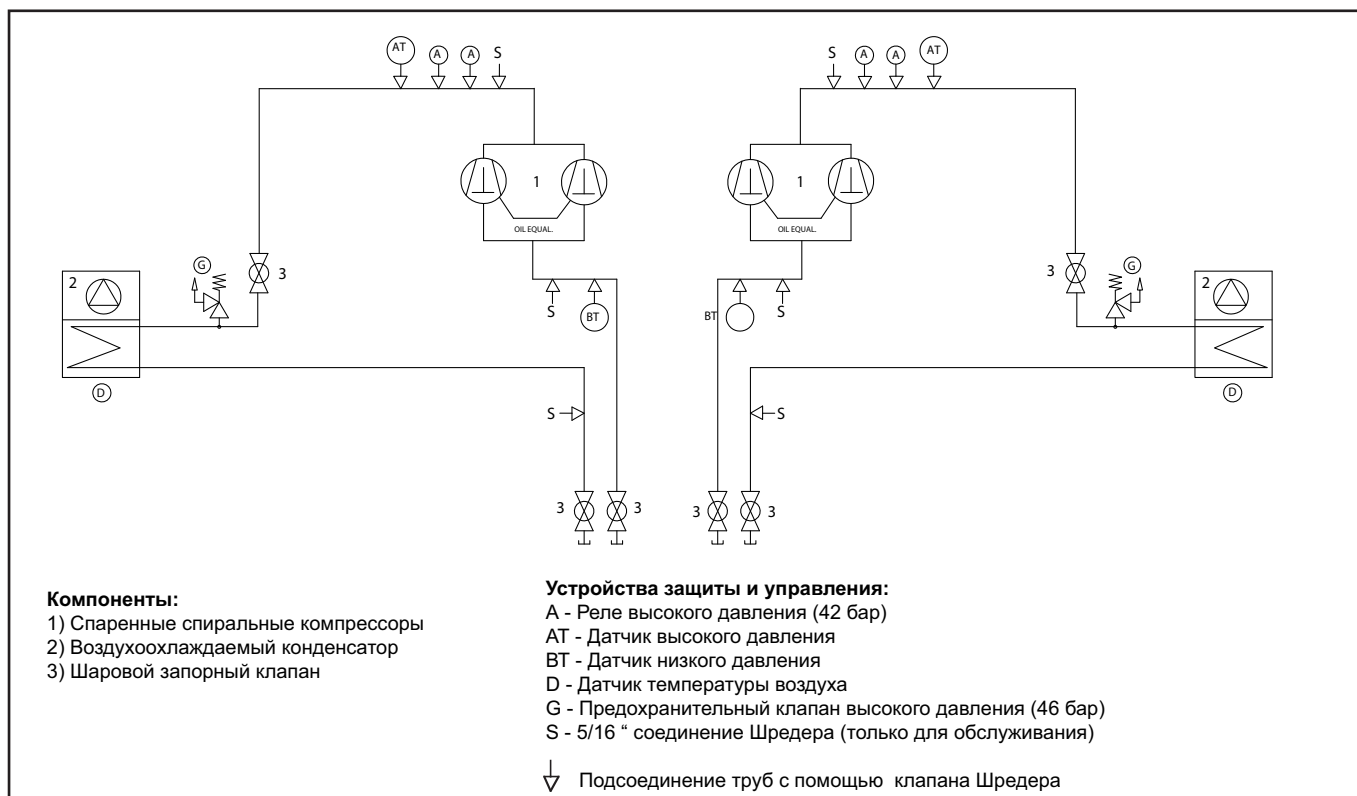 AT A A S
S A A AT
1
1
OIL EQUAL.
OIL EQUAL.
G
3
3
G
2
2
S BT
BT S
D
D
S
S
3 3
3 3
Компоненты:
1) Спаренные спиральные компрессоры
2) Воздухоохлаждаемый конденсатор
3) Шаровой запорный клапан
Устройства защиты и управления:
А - Реле высокого давления (42 бар)
АТ - Датчик высокого давления
ВТ - Датчик низкого давления
D - Датчик температуры воздуха
G - Предохранительный клапан высокого давления (46 бар)
S - 5/16 “ соединение Шредера (только для обслуживания)
Подсоединение труб с помощью клапана Шредера